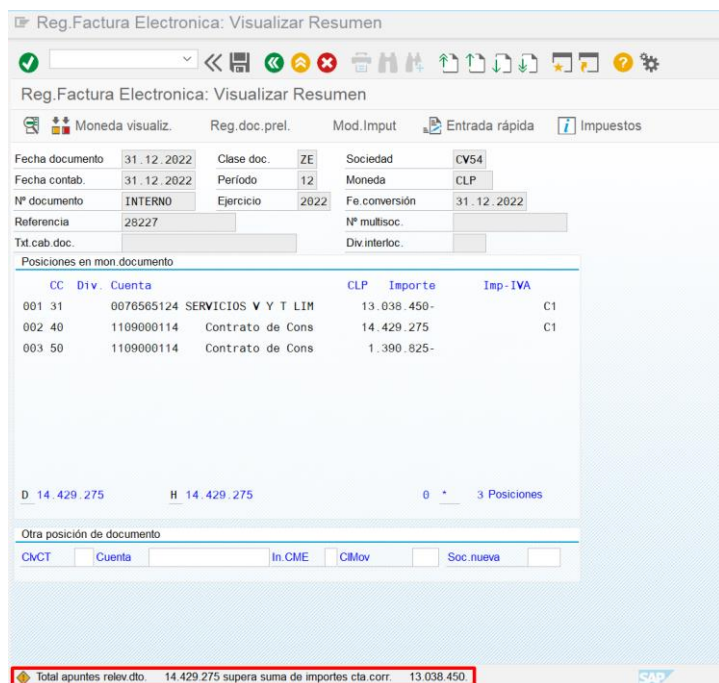 Reg.Factura Electronica: Visualizar Resumen
Reg.Factura Electronica: Visualizar Resumen
Moneda visualiz. Reg.doc.prel. Mod.Imput Entrada rápida Impuestos
Fecha documento 31.12.2022 Clase doc. ZE Sociedad CV54
Fecha contab. 31.12.2022 Período 12 Moneda CLP
Nº documento INTERNO Ejercicio 2022 Fe.conversión 31.12.2022
Referencia 28227 Nº multisoc.
Txt.cab.doc. Div.interloc.
Posiciones en mon.documento
CC Div. Cuenta CLP Importe Imp-IVA
001 31 0076565124 SERVICIOS V Y T LIM 13.038.450- C1
002 40 1109000114 Contrato de Cons 14.429.275 C1
003 50 1109000114 Contrato de Cons 1.390.825-
D 14.429.275 H 14.429.275 0 * 3 Posiciones
Otra posición de documento
ClvCT Cuenta In.CME ClMov Soc.nueva
Total apuntes relev.dto. 14.429.275 supera suma de importes cta.corr. 13.038.450.
SAP